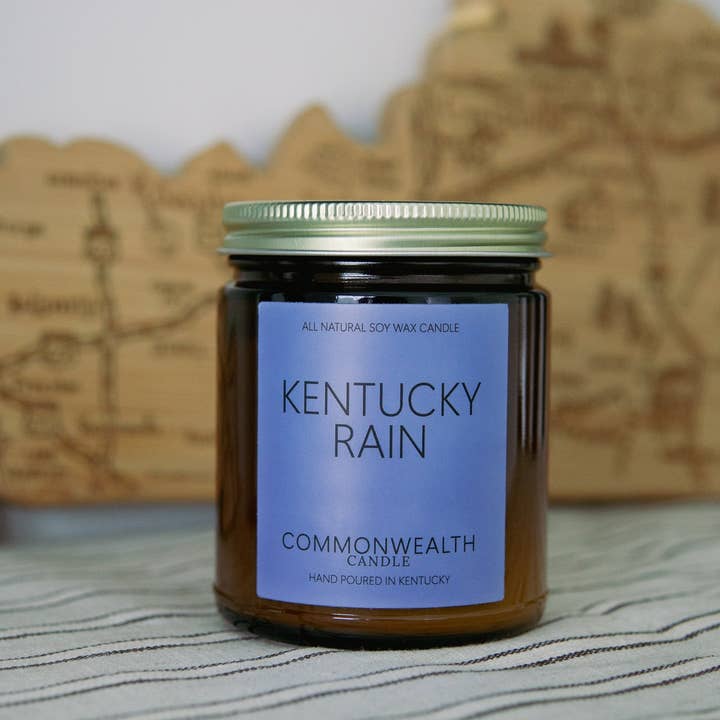 ALL NATURAL SOY WAX CANDLE
KENTUCKY
RAIN
COMMONWEALTH
CANDLE
HAND POURED IN KENTUCKY